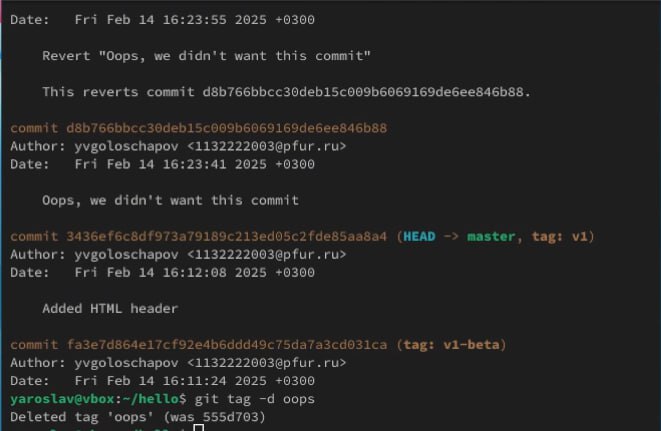 Date:   Fri Feb 14 16:23:55 2025 +0300
Revert "Oops, we didn't want this commit"
This reverts commit d8b766bbcc30deb15c009b6069169de6ee846b88.
commit d8b766bbcc30deb15c009b6069169de6ee846b88
Author: yvgoloschapov <1132222003@pfur.ru>
Date:   Fri Feb 14 16:23:41 2025 +0300
Oops, we didn't want this commit
commit 3436ef6c8df973a79189c213ed05c2fde85aa8a4 (HEAD -> master, tag: v1)
Author: yvgoloschapov <1132222003@pfur.ru>
Date:   Fri Feb 14 16:12:08 2025 +0300
Added HTML header
commit fa3e7d864e17cf92e4b6ddd49c75da7a3cd031ca (tag: v1-beta)
Author: yvgoloschapov <1132222003@pfur.ru>
Date:   Fri Feb 14 16:11:24 2025 +0300
yaroslav@vbox:~/hello$ git tag -d oops
Deleted tag 'oops' (was 555d703)